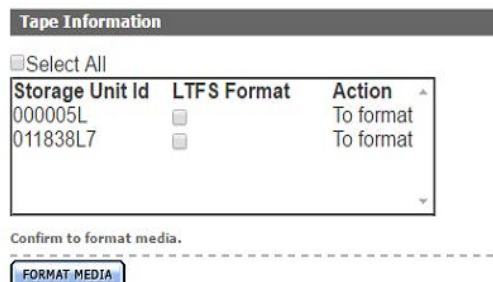 Tape Information
Select All
Storage Unit Id LTFS Format Action
000005L To format
011838L7 To format
Confirm to format media.
FORMAT MEDIA